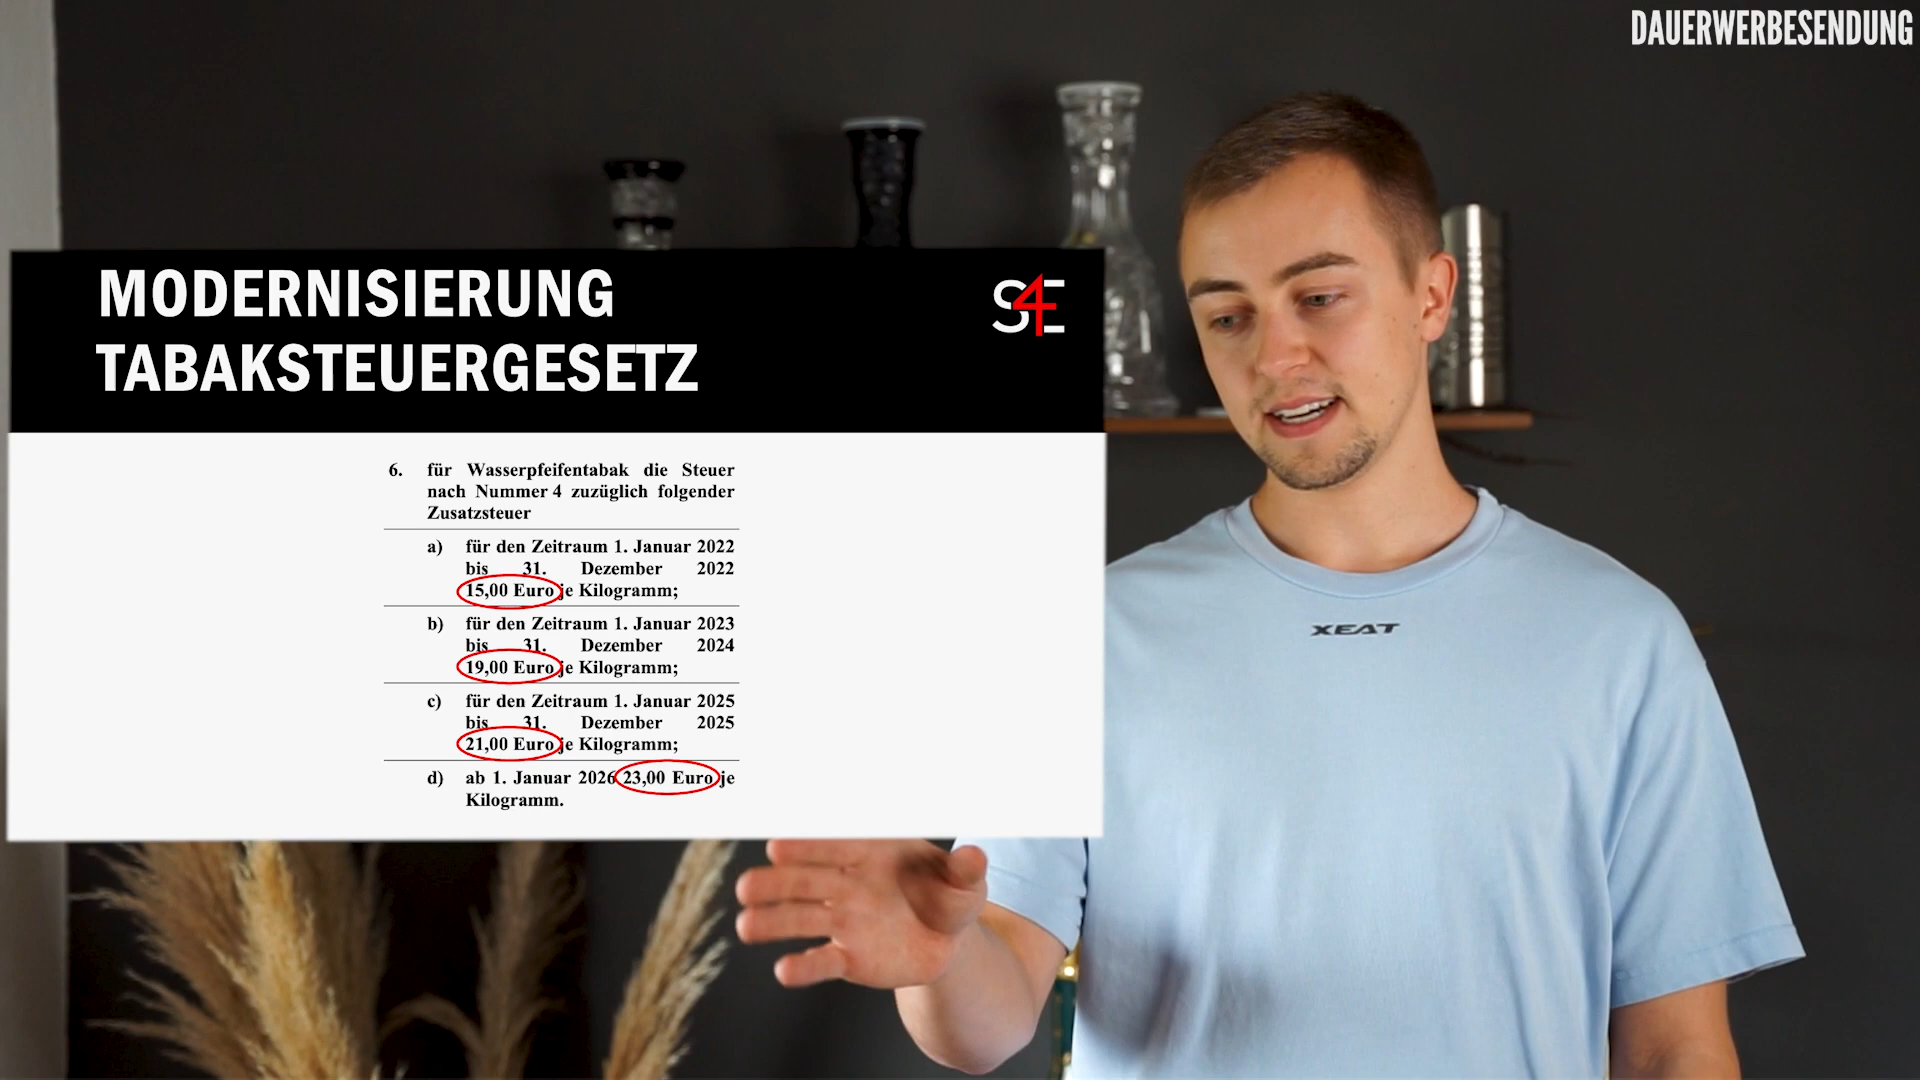 DAUERWERBESENDUNG
MODERNISIERUNG
TABAKSTEUERGESETZ
S4E
6. für Wasserpfeifentabak die Steuer
nach Nummer 4 zuzüglich folgender
Zusatzsteuer
a) für den Zeitraum 1. Januar 2022
bis 31. Dezember 2022
15,00 Euro je Kilogramm;
b) für den Zeitraum 1. Januar 2023
bis 31. Dezember 2024
19,00 Euro je Kilogramm;
c) für den Zeitraum 1. Januar 2025
bis 31. Dezember 2025
21,00 Euro je Kilogramm;
d) ab 1. Januar 2026 23,00 Euro je
Kilogramm.
XEAT